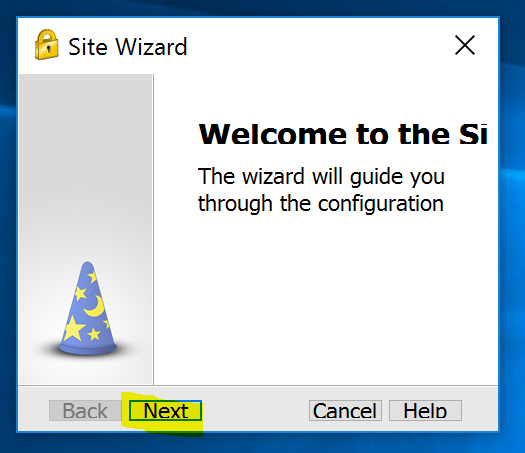 Site Wizard
Welcome to the Si
The wizard will guide you
through the configuration
Back
Next
Cancel
Help